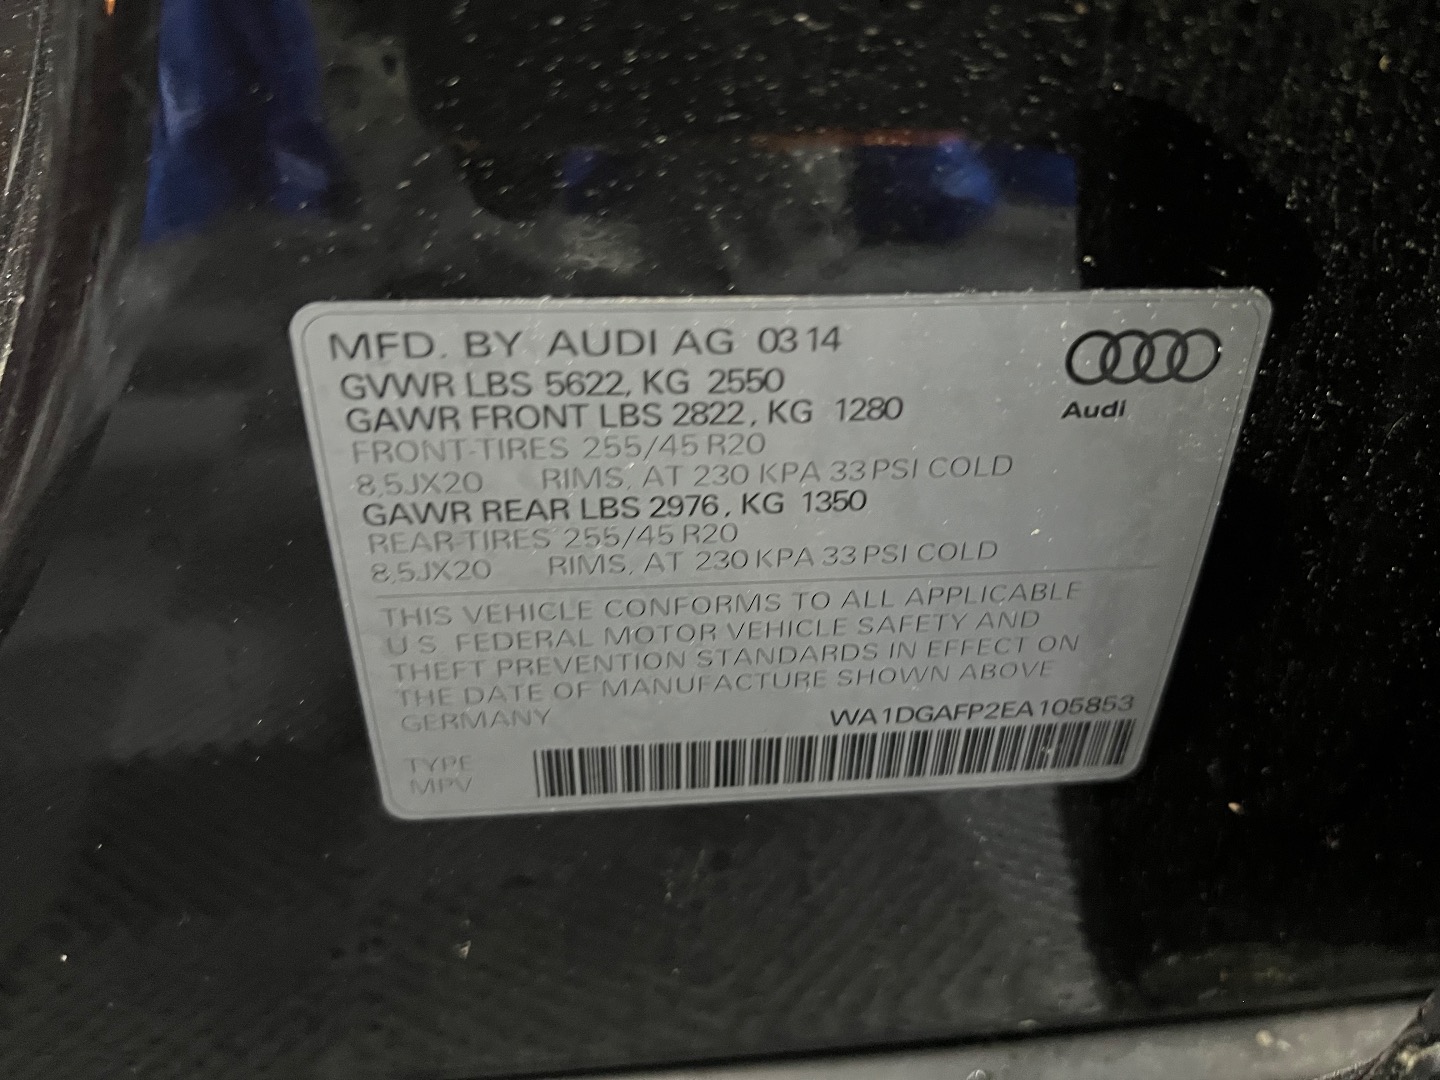 MFD. BY AUDI AG 03 14
GVWR LBS 5622, KG 2550
GAWR FRONT LBS 2822, KG 1280
FRONT-TIRES 255/45 R20
8,5JX20 RIMS, AT 230 KPA 33 PSI COLD
GAWR REAR LBS 2976, KG 1350
REAR-TIRES 255/45 R20
8,5JX20 RIMS, AT 230 KPA 33 PSI COLD
Audi
THIS VEHICLE CONFORMS TO ALL APPLICABLE
U S FEDERAL MOTOR VEHICLE SAFETY AND
THEFT PREVENTION STANDARDS IN EFFECT ON
THE DATE OF MANUFACTURE SHOWN ABOVE
GERMANY WA1DGAFP2EA105853
TYPE
MPV